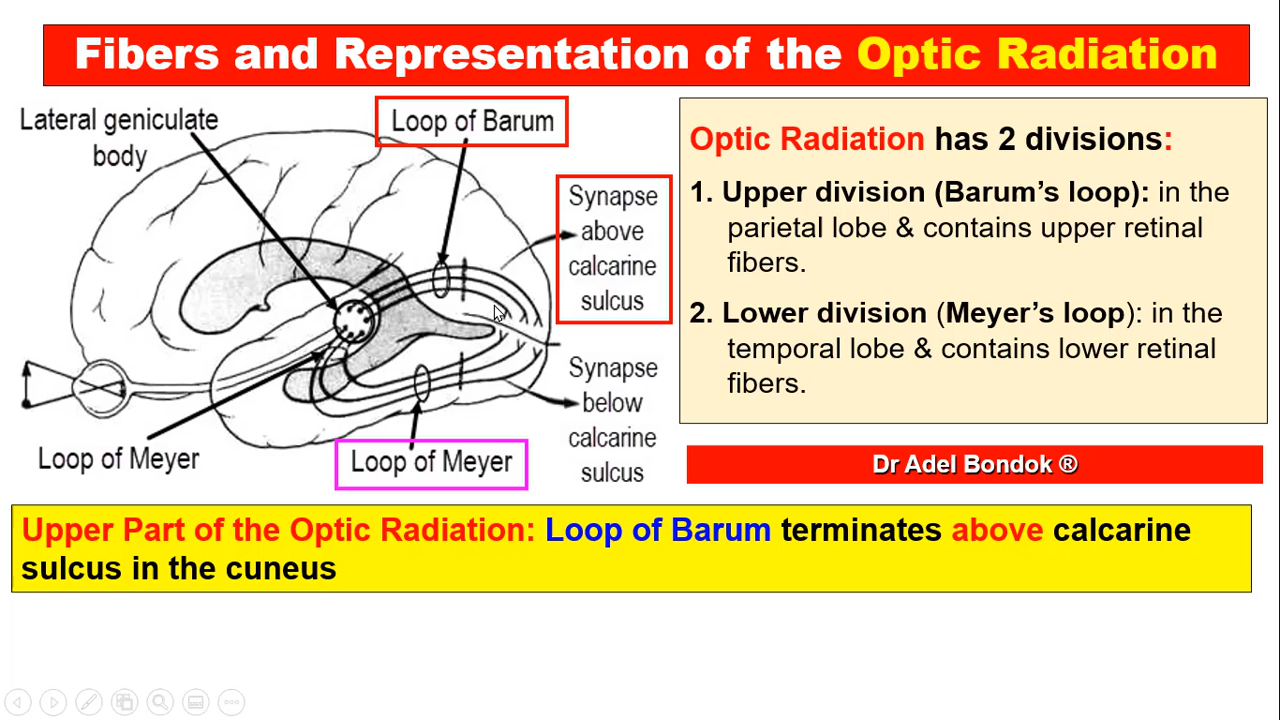 Fibers and Representation of the Optic Radiation
Lateral geniculate
body
Loop of Barum
Synapse
above
calcarine
sulcus
Synapse
below
calcarine
sulcus
Loop of Meyer
Loop of Meyer
Optic Radiation has 2 divisions:
1. Upper division (Barum's loop): in the
parietal lobe & contains upper retinal
fibers.
2. Lower division (Meyer's loop): in the
temporal lobe & contains lower retinal
fibers.
Dr Adel Bondok ®
Upper Part of the Optic Radiation: Loop of Barum terminates above calcarine
sulcus in the cuneus